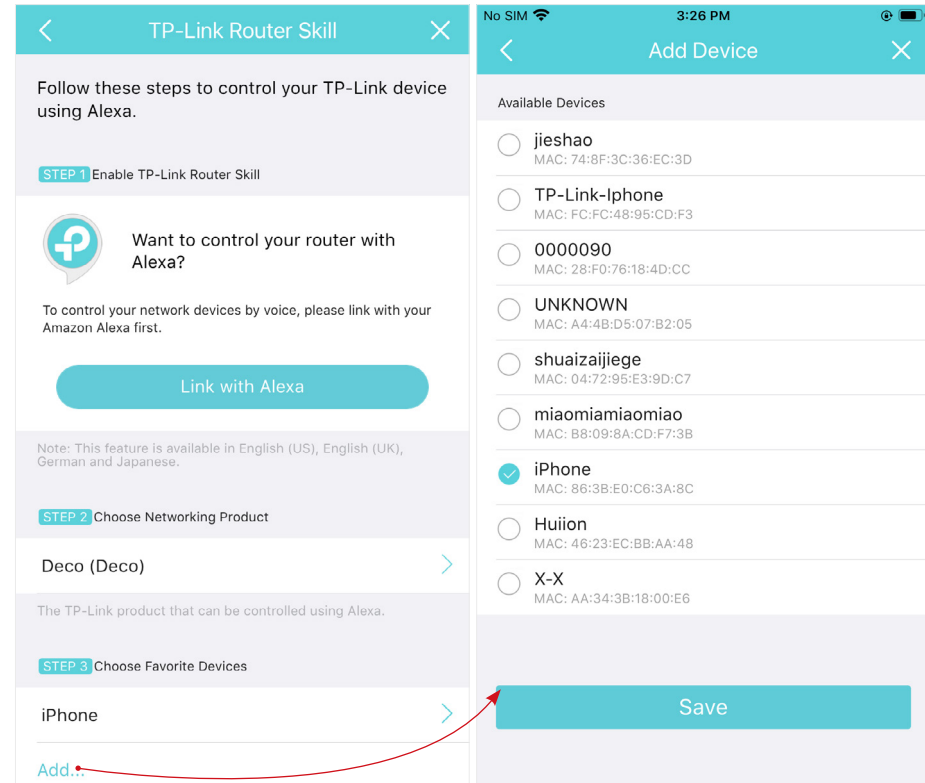 TP-Link Router Skill
Follow these steps to control your TP-Link device
using Alexa.
STEP 1 Enable TP-Link Router Skill
Want to control your router with
Alexa?
To control your network devices by voice, please link with your
Amazon Alexa first.
Link with Alexa
Note: This feature is available in English (US), English (UK),
German and Japanese.
STEP 2 Choose Networking Product
Deco (Deco)
The TP-Link product that can be controlled using Alexa.
STEP 3 Choose Favorite Devices
iPhone
Add...
No SIM 3:26 PM
Add Device
Available Devices
jieshao
MAC: 74:8F:3C:36:EC:3D
TP-Link-Iphone
MAC: FC:FC:48:95:CD:F3
0000090
MAC: 28:F0:76:18:4D:CC
UNKNOWN
MAC: A4:4B:D5:07:B2:05
shuaizaijiege
MAC: 04:72:95:E3:9D:C7
miaomiamiaomiao
MAC: B8:09:8A:CD:F7:3B
iPhone
MAC: 86:3B:E0:C6:3A:8C
Huiion
MAC: 46:23:EC:BB:AA:48
X-X
MAC: AA:34:3B:18:00:E6
Save